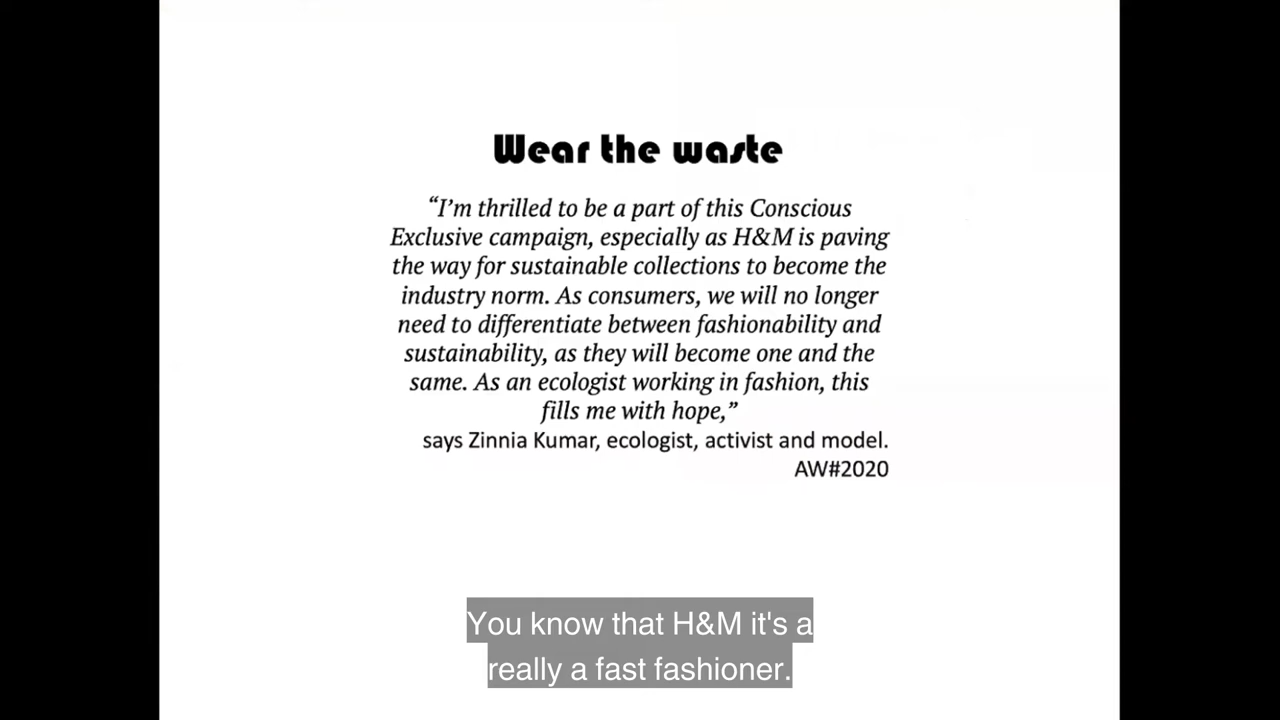 Wear the waste
“I’m thrilled to be a part of this Conscious
Exclusive campaign, especially as H&M is paving
the way for sustainable collections to become the
industry norm. As consumers, we will no longer
need to differentiate between fashionability and
sustainability, as they will become one and the
same. As an ecologist working in fashion, this
fills me with hope,”
says Zinnia Kumar, ecologist, activist and model.
AW#2020
You know that H&M it's a
really a fast fashioner.